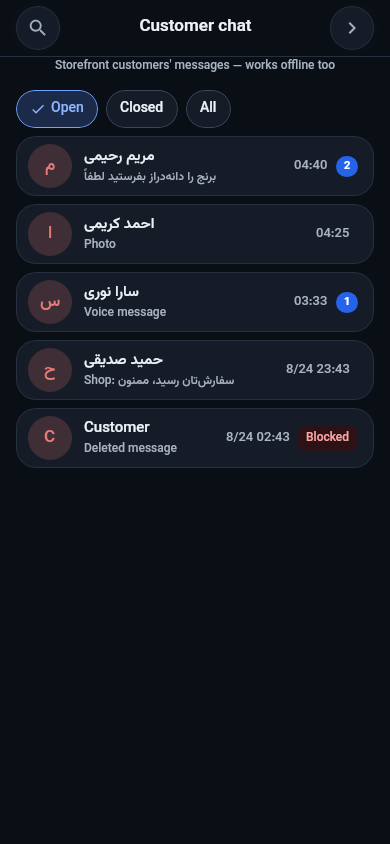 Customer chat
Storefront customers' messages — works offline too
Open
Closed
All
م
مریم رحیمی
برنج را دانه‌دراز بفرستید لطفاً
04:40
2
ا
احمد کریمی
Photo
04:25
س
سارا نوری
Voice message
03:33
1
ح
حمید صدیقی
Shop: سفارش‌تان رسید، ممنون
8/24 23:43
C
Customer
Deleted message
8/24 02:43
Blocked